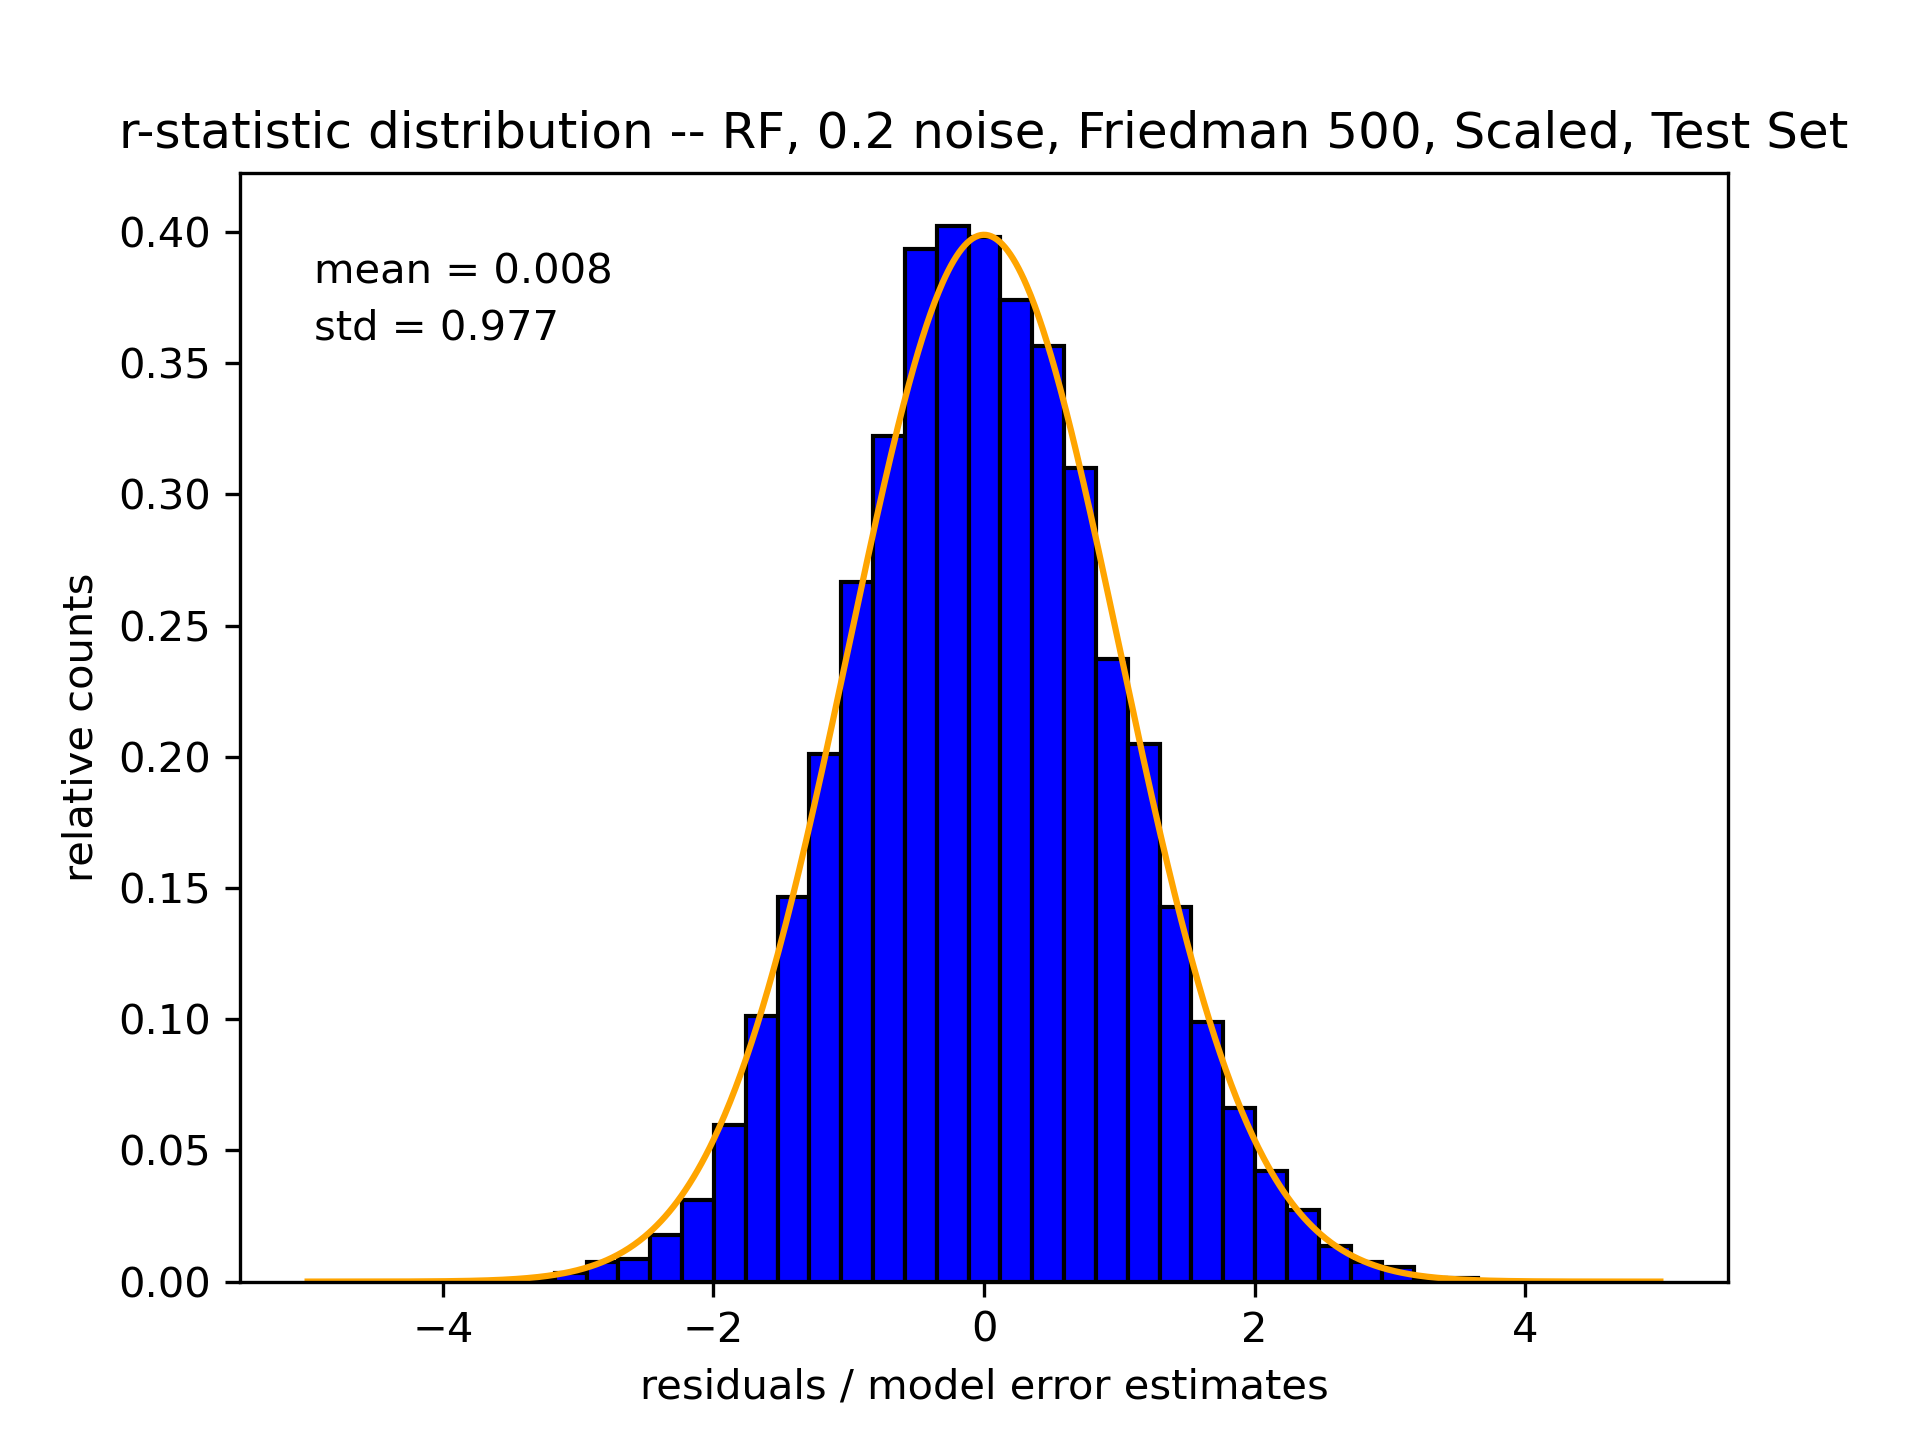 r-statistic distribution -- RF, 0.2 noise, Friedman 500, Scaled, Test Set
mean = 0.008
std = 0.977
relative counts
0.40
0.35
0.30
0.25
0.20
0.15
0.10
0.05
0.00
−4
−2
0
2
4
residuals / model error estimates